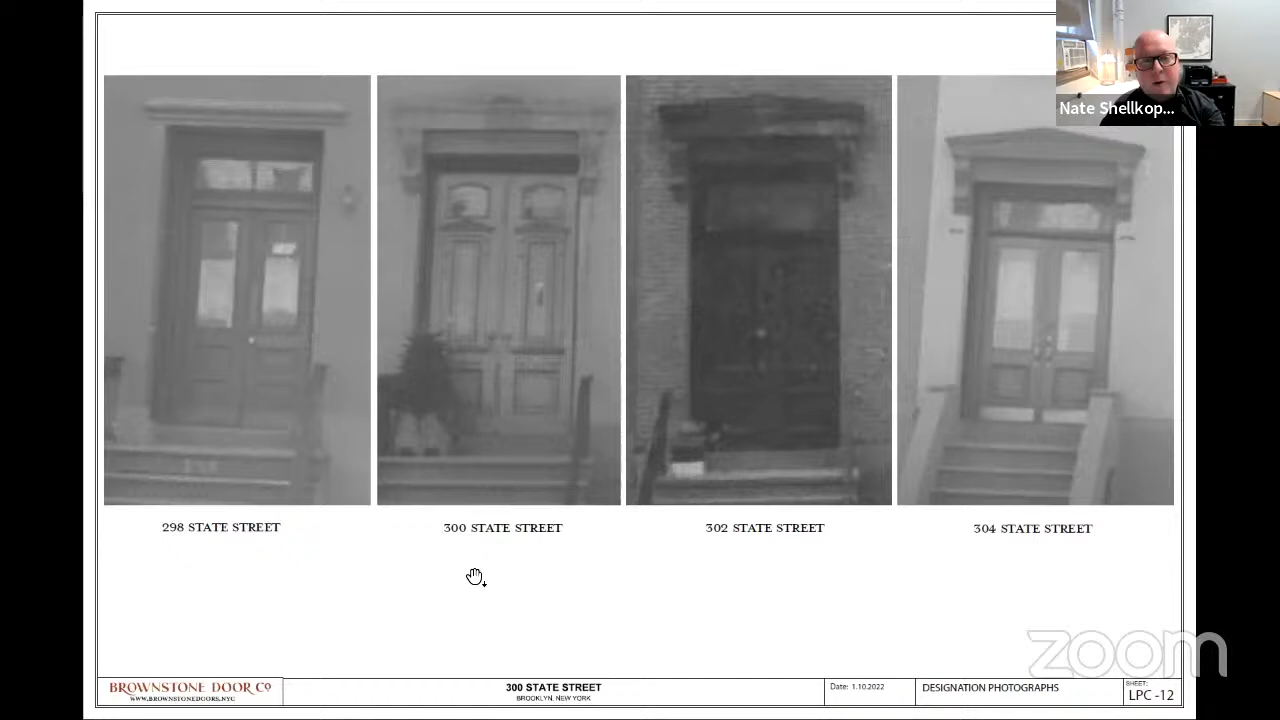 Nate Shellkop...
298 STATE STREET
300 STATE STREET
302 STATE STREET
304 STATE STREET
zoom
BROWNSTONE DOOR CO
WWW.BROWNSTONEDOORS.NYC
300 STATE STREET
BROOKLYN, NEW YORK
Date: 1.10.2022
DESIGNATION PHOTOGRAPHS
SHEET:
LPC -12